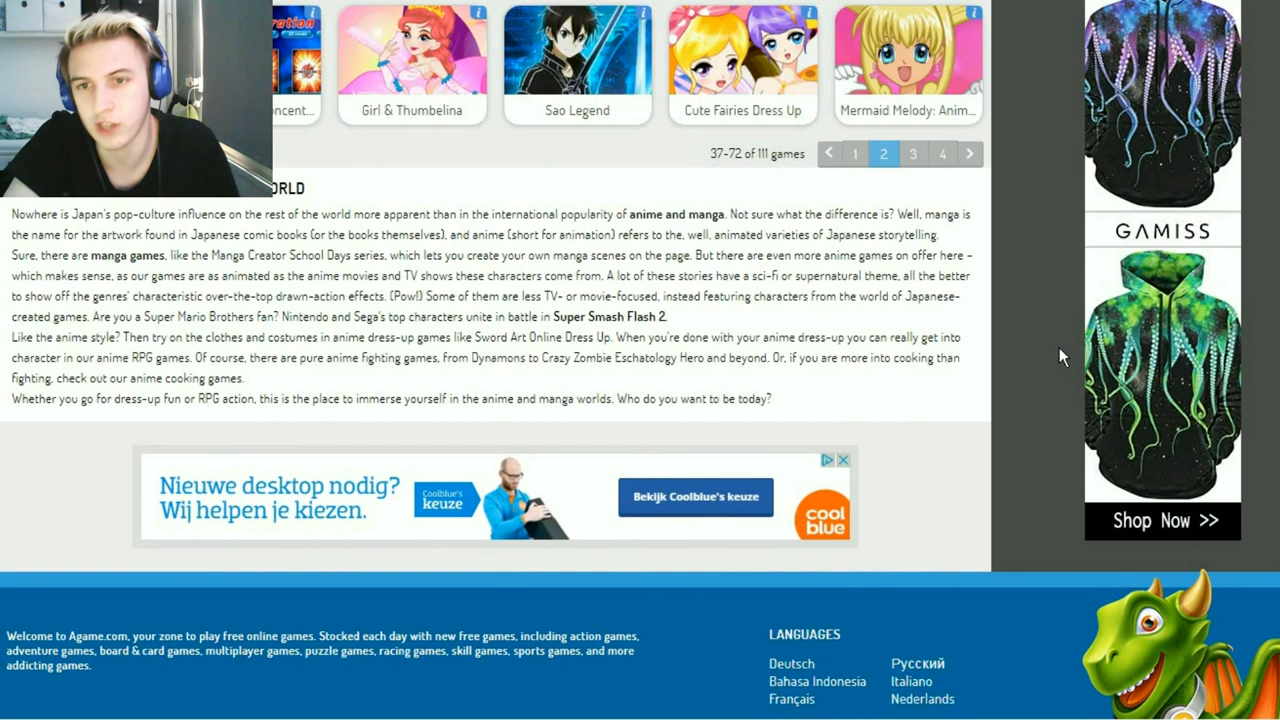 ration
oncent...
Girl & Thumbelina
Sao Legend
Cute Fairies Dress Up
Mermaid Melody: Anim...
37-72 of 111 games
1 2 3 4
ORLD
Nowhere is Japan's pop-culture influence on the rest of the world more apparent than in the international popularity of anime and manga. Not sure what the difference is? Well, manga is
the name for the artwork found in Japanese comic books (or the books themselves), and anime (short for animation) refers to the, well, animated varieties of Japanese storytelling.
Sure, there are manga games, like the Manga Creator School Days series, which lets you create your own manga scenes on the page. But there are even more anime games on offer here –
which makes sense, as our games are as animated as the anime movies and TV shows these characters come from. A lot of these stories have a sci-fi or supernatural theme, all the better
to show off the genres' characteristic over-the-top drawn-action effects. (Pow!) Some of them are less TV- or movie-focused, instead featuring characters from the world of Japanese-
created games. Are you a Super Mario Brothers fan? Nintendo and Sega's top characters unite in battle in Super Smash Flash 2.
Like the anime style? Then try on the clothes and costumes in anime dress-up games like Sword Art Online Dress Up. When you're done with your anime dress-up you can really get into
character in our anime RPG games. Of course, there are pure anime fighting games, from Dynamons to Crazy Zombie Eschatology Hero and beyond. Or, if you are more into cooking than
fighting, check out our anime cooking games.
Whether you go for dress-up fun or RPG action, this is the place to immerse yourself in the anime and manga worlds. Who do you want to be today?
GAMISS
Shop Now >>
Nieuwe desktop nodig?
Wij helpen je kiezen.
Coolblue's
keuze
Bekijk Coolblue's keuze
cool
blue
Welcome to Agame.com, your zone to play free online games. Stocked each day with new free games, including action games,
adventure games, board & card games, multiplayer games, puzzle games, racing games, skill games, sports games, and more
addicting games.
LANGUAGES
Deutsch
Русский
Bahasa Indonesia
Italiano
Français
Nederlands